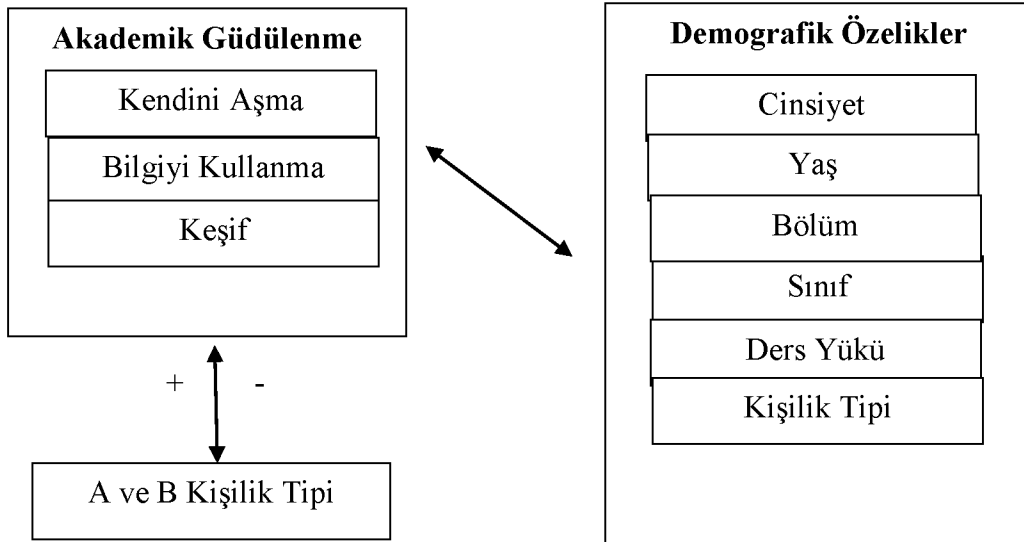 Akademik Güdülenme
Kendini Aşma
Bilgiyi Kullanma
Keşif
+ -
A ve B Kişilik Tipi
Demografik Özelikler
Cinsiyet
Yaş
Bölüm
Sınıf
Ders Yükü
Kişilik Tipi